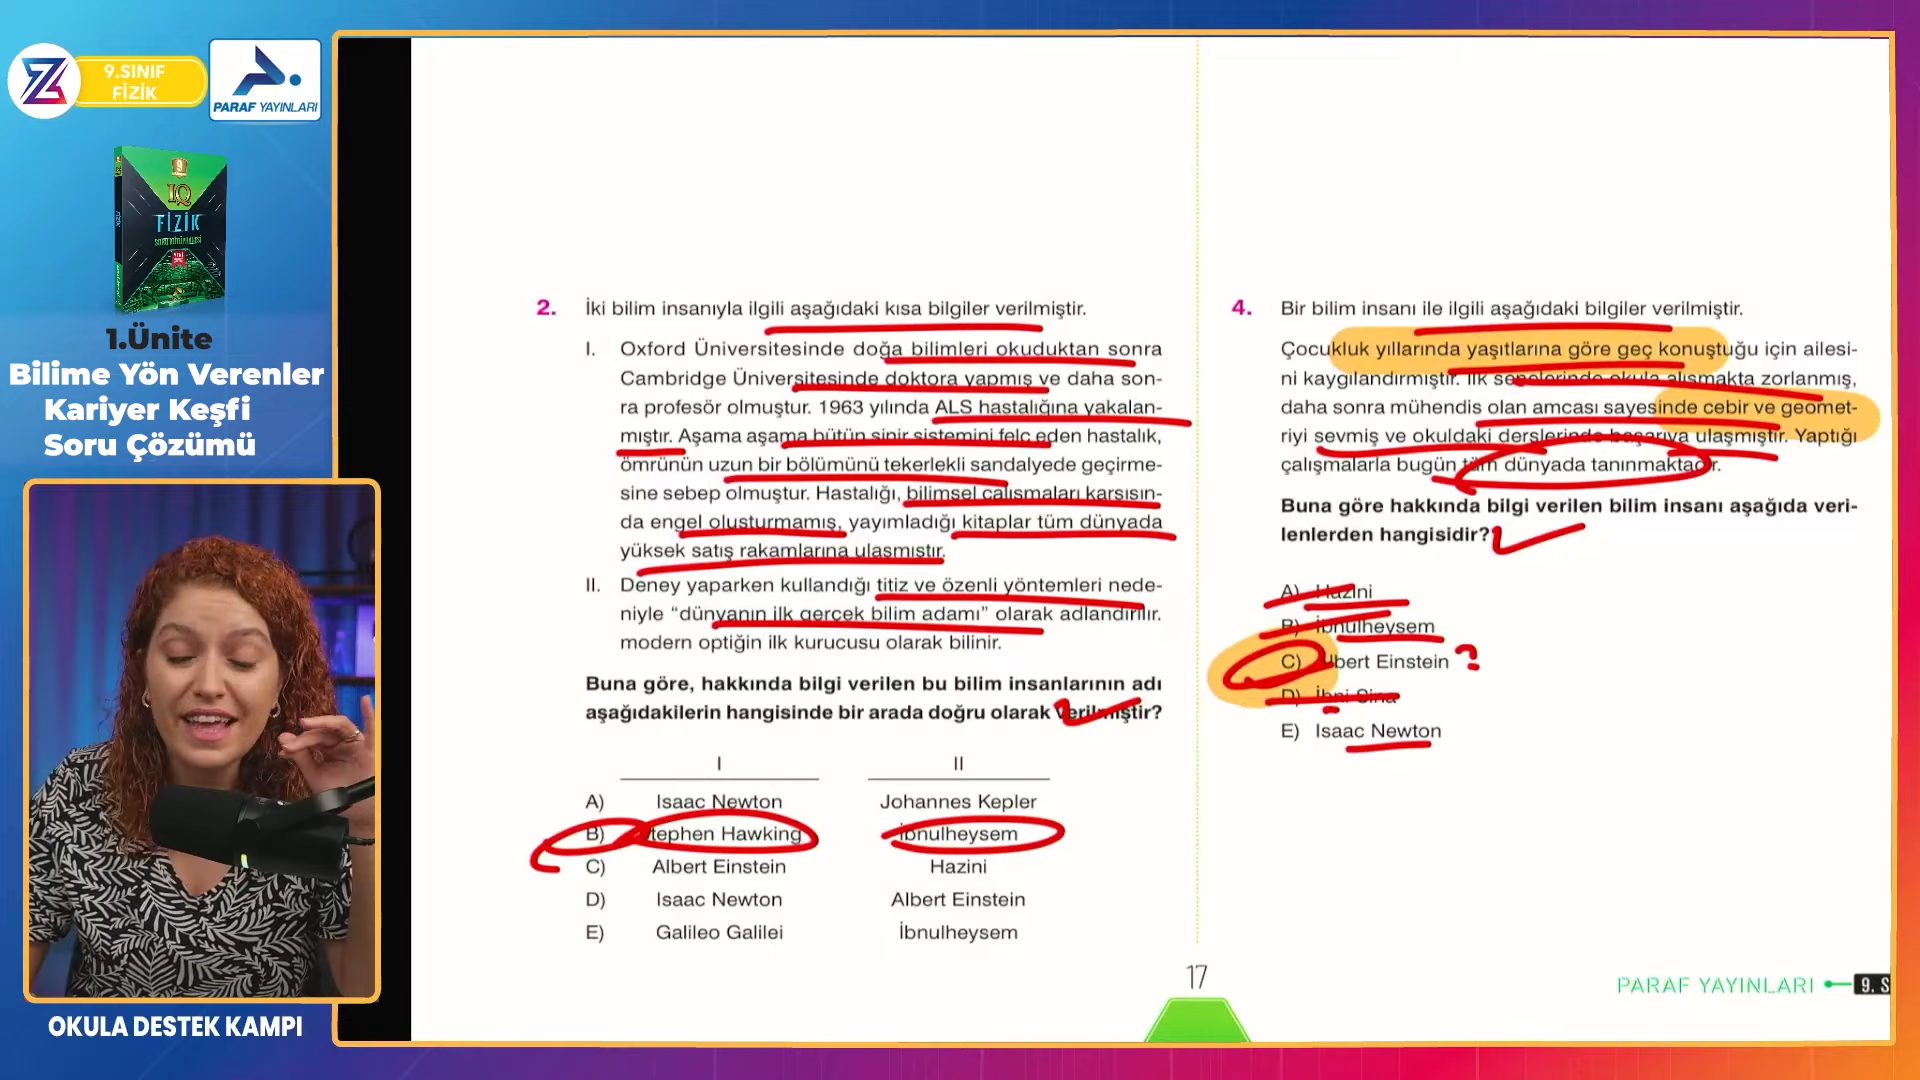 9.SINIF
FİZİK
PARAF YAYINLARI
9
IQ
FİZİK
1.Ünite
Bilime Yön Verenler
Kariyer Keşfi
Soru Çözümü
OKULA DESTEK KAMPI
2. İki bilim insanıyla ilgili aşağıdaki kısa bilgiler verilmiştir.
I. Oxford Üniversitesinde doğa bilimleri okuduktan sonra
Cambridge Üniversitesinde doktora yapmış ve daha son-
ra profesör olmuştur. 1963 yılında ALS hastalığına yakalan-
mıştır. Aşama aşama bütün sinir sistemini felç eden hastalık,
ömrünün uzun bir bölümünü tekerlekli sandalyede geçirme-
sine sebep olmuştur. Hastalığı, bilimsel çalışmaları karşısın-
da engel oluşturmamış, yayımladığı kitaplar tüm dünyada
yüksek satış rakamlarına ulaşmıştır.
II. Deney yaparken kullandığı titiz ve özenli yöntemleri nede-
niyle “dünyanın ilk gerçek bilim adamı” olarak adlandırılır.
modern optiğin ilk kurucusu olarak bilinir.
Buna göre, hakkında bilgi verilen bu bilim insanlarının adı
aşağıdakilerin hangisinde bir arada doğru olarak verilmiştir?
I II
A) Isaac Newton Johannes Kepler
B) Stephen Hawking İbnulheysem
C) Albert Einstein Hazini
D) Isaac Newton Albert Einstein
E) Galileo Galilei İbnulheysem
4. Bir bilim insanı ile ilgili aşağıdaki bilgiler verilmiştir.
Çocukluk yıllarında yaşıtlarına göre geç konuştuğu için ailesi-
ni kaygılandırmıştır. İlk senelerinde okula alışmakta zorlanmış,
daha sonra mühendis olan amcası sayesinde cebir ve geomet-
riyi sevmiş ve okuldaki derslerinde başarıya ulaşmıştır. Yaptığı
çalışmalarla bugün tüm dünyada tanınmaktadır.
Buna göre hakkında bilgi verilen bilim insanı aşağıda veri-
lenlerden hangisidir?
A) Hazini
B) İbnulheysem
C) Albert Einstein ?
D) İbni Sina
E) Isaac Newton
17
PARAF YAYINLARI 9. S